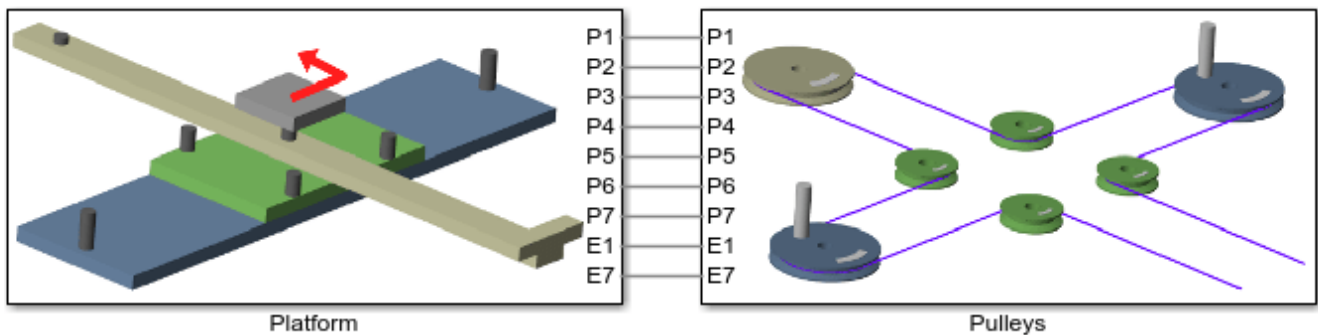 P1 P1
P2 P2
P3 P3
P4 P4
P5 P5
P6 P6
P7 P7
E1 E1
E7 E7
Platform Pulleys